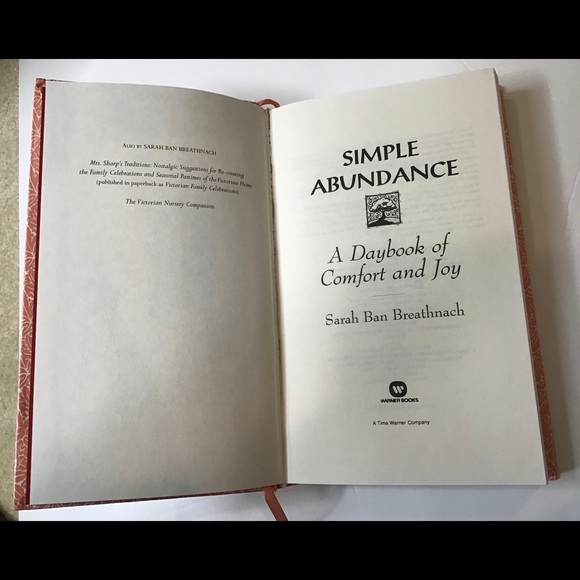 ALSO BY SARAH BAN BREATHNACH
Mrs. Sharp's Traditions: Nostalgic Suggestions for Re-creating
the Family Celebrations and Seasonal Pastimes of the Victorian Home
(published in paperback as Victorian Family Celebrations)
The Victorian Nursery Companion
SIMPLE
ABUNDANCE
A Daybook of
Comfort and Joy
Sarah Ban Breathnach
WARNER BOOKS
A Time Warner Company